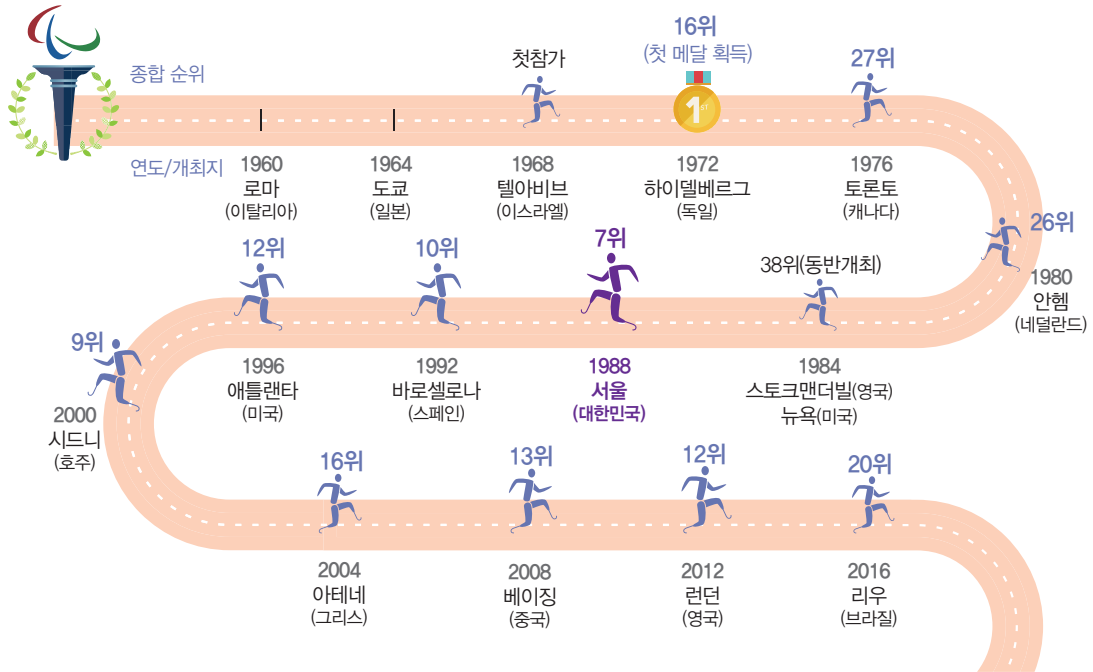 종합 순위
연도/개최지
1960
로마
(이탈리아)
1964
도쿄
(일본)
첫참가
1968
텔아비브
(이스라엘)
16위
(첫 메달 획득)
1ST
1972
하이델베르그
(독일)
27위
1976
토론토
(캐나다)
26위
1980
안헴
(네덜란드)
38위(동반개최)
1984
스토크맨더빌(영국)
뉴욕(미국)
7위
1988
서울
(대한민국)
10위
1992
바로셀로나
(스페인)
12위
1996
애틀랜타
(미국)
9위
2000
시드니
(호주)
16위
2004
아테네
(그리스)
13위
2008
베이징
(중국)
12위
2012
런던
(영국)
20위
2016
리우
(브라질)